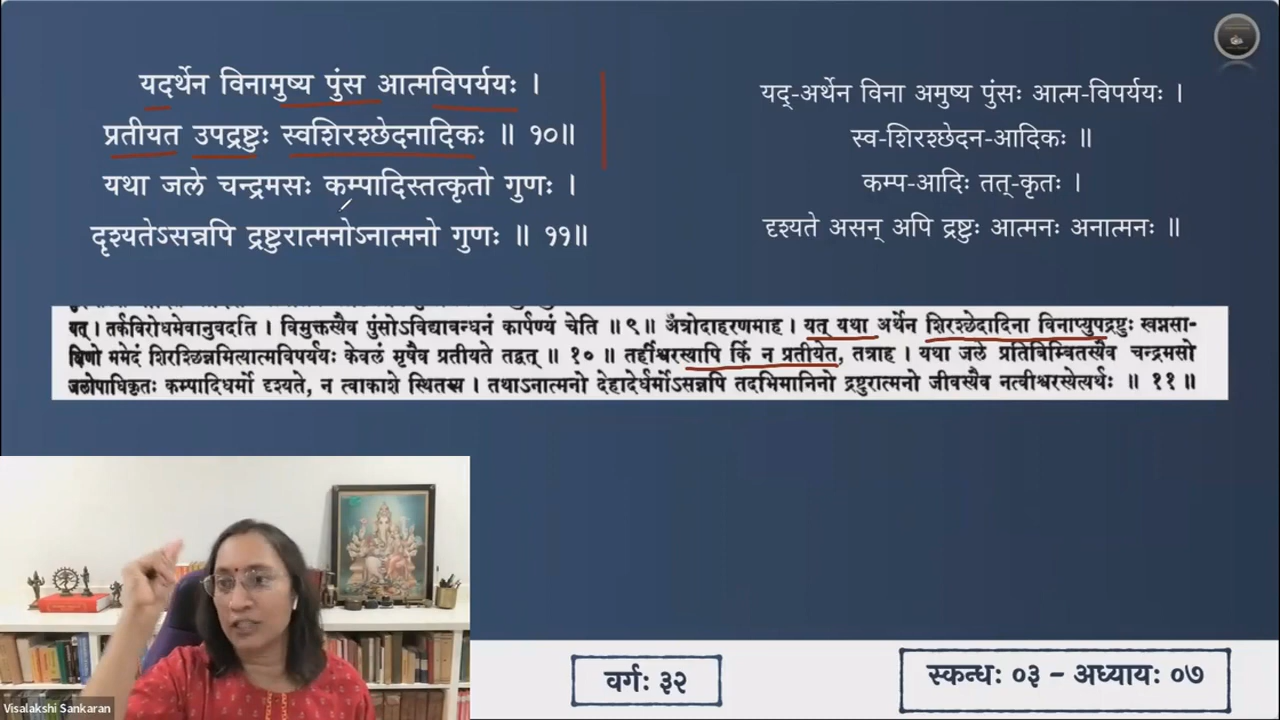 यदर्थेन विनामुष्य पुंस आत्मविपर्ययः ।
प्रतीयत उपद्रष्टुः स्वशिरश्छेदनादिकः ॥ १०॥
यथा जले चन्द्रमसः कम्पादिस्तत्कृतो गुणः ।
दृश्यतेऽसन्नपि द्रष्टुरात्मनोऽनात्मनो गुणः ॥ ११॥
यद्-अर्थेन विना अमुष्य पुंसः आत्म-विपर्ययः ।
स्व-शिरश्छेदन-आदिकः ॥
कम्प-आदिः तत्-कृतः ।
दृश्यते असन् अपि द्रष्टुः आत्मनः अनात्मनः ॥
यत् । तर्कविरोधमेवानुवदति । विमुक्तस्यैव पुंसोऽविद्याबन्धनं कार्पण्यं चेति ॥ ९॥ अत्रोदाहरणमाह । यत् यथा अर्थेन शिरश्छेदादिना विनाप्युपद्रष्टुः स्वप्नसा-
क्षिणो ममेदं शिरश्छिन्नमित्यात्मविपर्ययः केवलं मृषैव प्रतीयते तद्वत् ॥ १० ॥ तर्हीश्वरस्यापि किं न प्रतीयेत, तत्राह । यथा जले प्रतिबिम्बितस्यैव चन्द्रमसो
जलोपाधिकृतः कम्पादिधर्मो दृश्यते, न त्वाकाशे स्थितस्य । तथाऽनात्मनो देहादेर्धर्मोऽसन्नपि तदभिमानिनो द्रष्टुरात्मनो जीवस्यैव नत्वीश्वरस्येत्यर्थः ॥ ११॥
Visalakshi Sankaran
वर्गः ३२
स्कन्धः ०३ – अध्यायः ०७